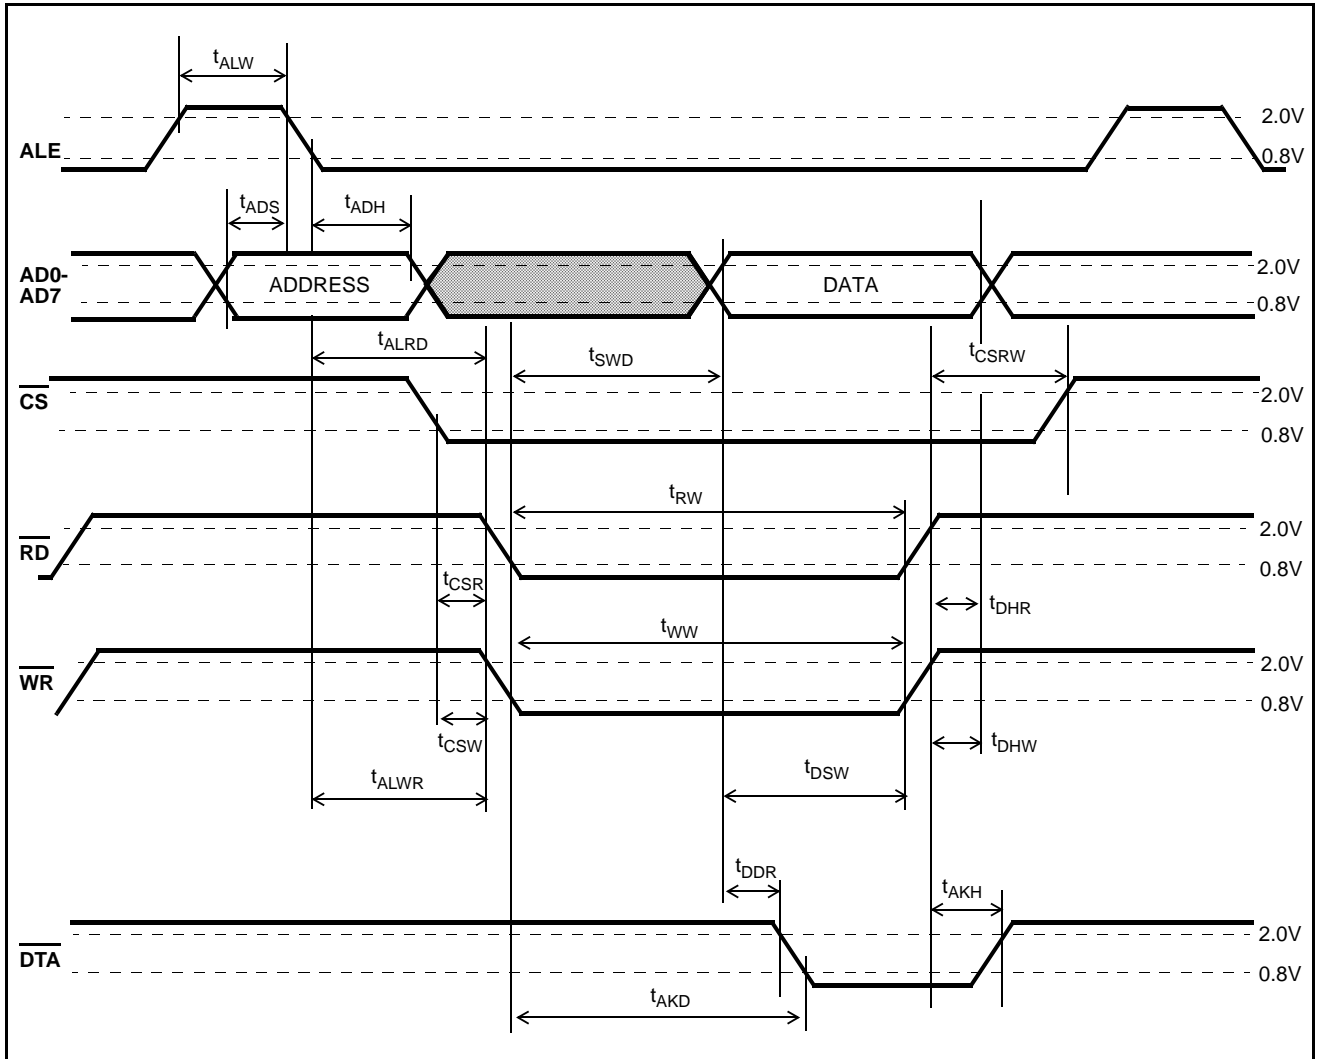 tALW
2.0V
ALE
0.8V
tADS
tADH
AD0-
AD7
ADDRESS
DATA
2.0V
0.8V
tALRD
tSWD
tCSRW
CS
2.0V
0.8V
tRW
RD
2.0V
0.8V
tCSR
tDHR
tWW
WR
2.0V
0.8V
tCSW
tDHW
tALWR
tDSW
tDDR
tAKH
DTA
2.0V
0.8V
tAKD